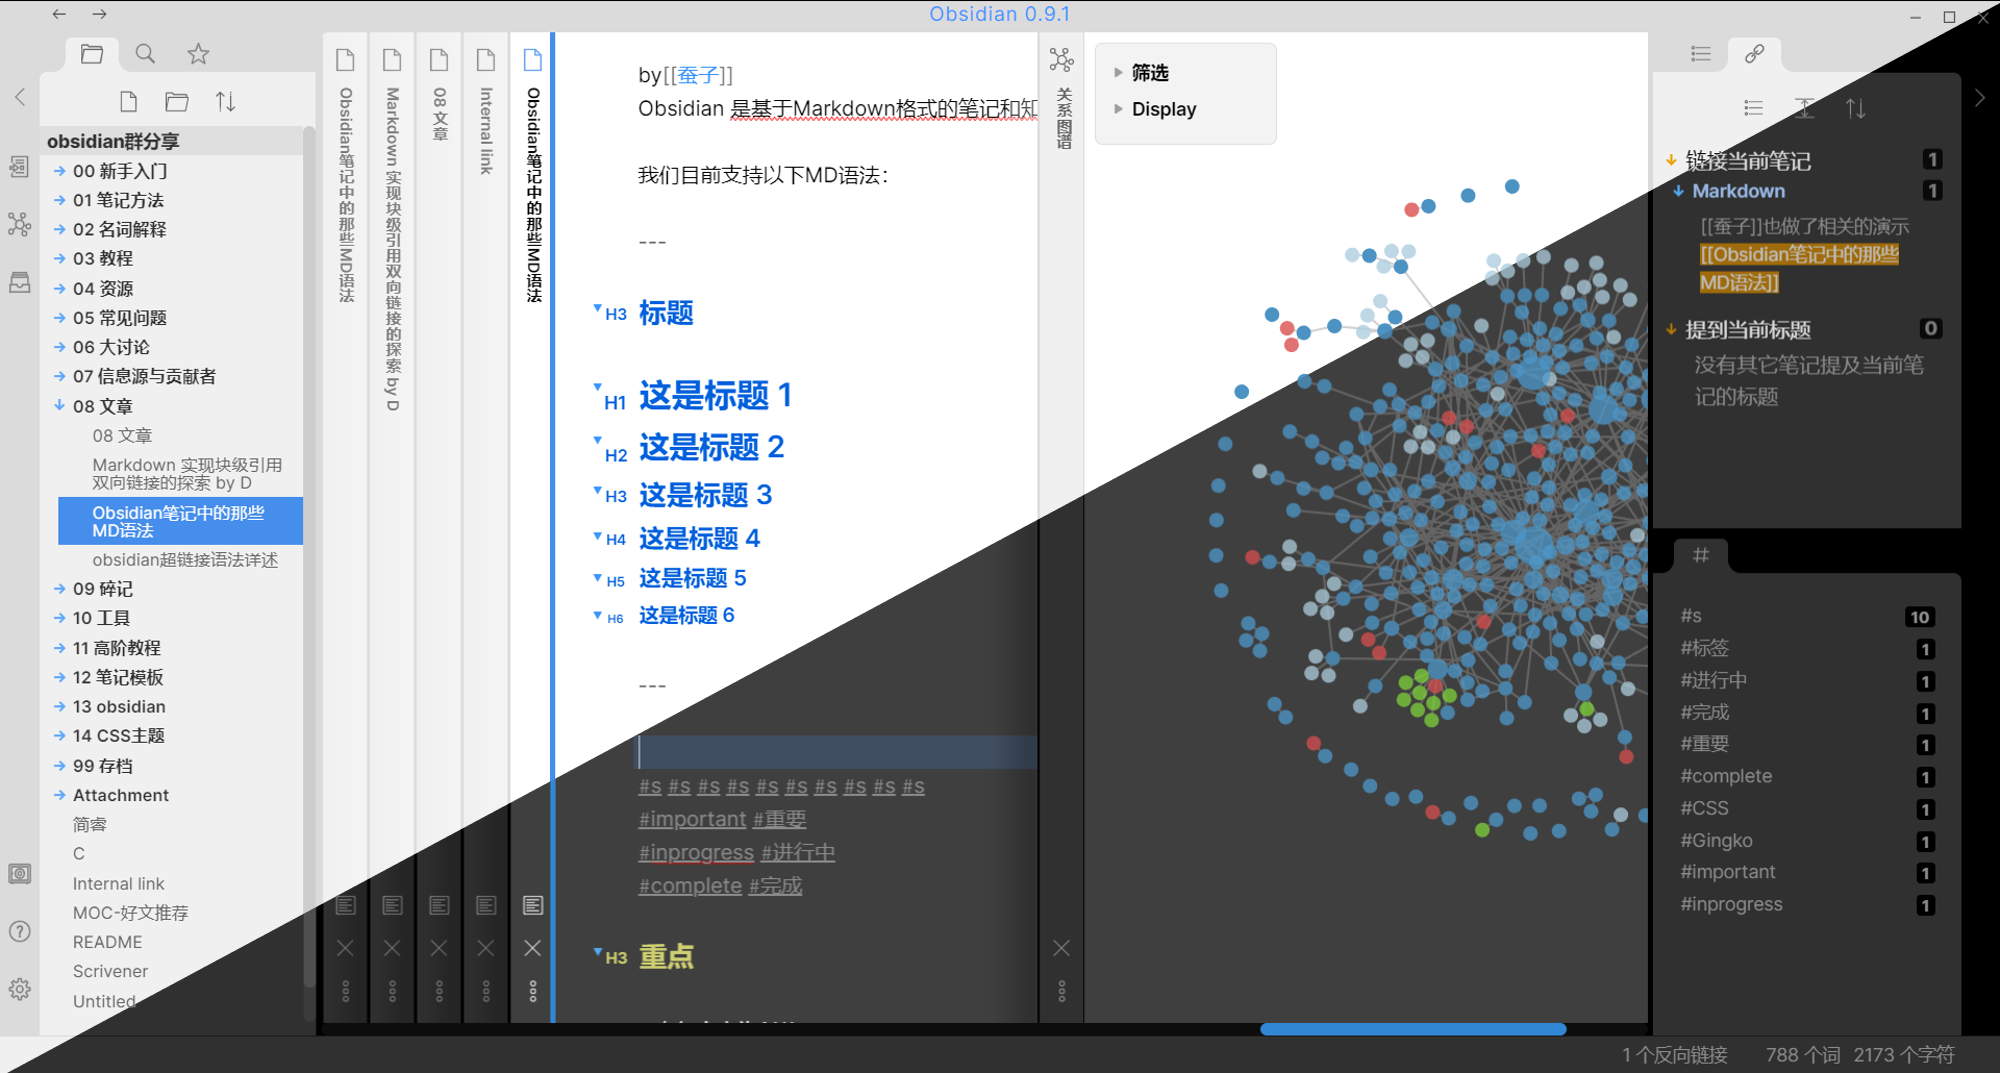 Obsidian 0.9.1
obsidian群分享
00 新手入门
01 笔记方法
02 名词解释
03 教程
04 资源
05 常见问题
06 大讨论
07 信息源与贡献者
08 文章
08 文章
Markdown 实现块级引用
双向链接的探索 by D
Obsidian笔记中的那些
MD语法
obsidian超链接语法详述
09 碎记
10 工具
11 高阶教程
12 笔记模板
13 obsidian
14 CSS主题
99 存档
Attachment
简睿
C
Internal link
MOC-好文推荐
README
Scrivener
Untitled
Obsidian笔记中的那些MD语法
Markdown 实现块级引用双向链接的探索 by D
08 文章
Internal link
Obsidian笔记中的那些MD语法
by[[蚕子]]
Obsidian 是基于Markdown格式的笔记和知
我们目前支持以下MD语法：
---
H3 标题
H1 这是标题 1
H2 这是标题 2
H3 这是标题 3
H4 这是标题 4
H5 这是标题 5
H6 这是标题 6
---
#s #s #s #s #s #s #s #s #s #s
#important #重要
#inprogress #进行中
#complete #完成
H3 重点
关系图谱
筛选
Display
链接当前笔记 1
Markdown 1
[[蚕子]]也做了相关的演示
[[Obsidian笔记中的那些
MD语法]]
提到当前标题 0
没有其它笔记提及当前笔
记的标题
#
#s 10
#标签 1
#进行中 1
#完成 1
#重要 1
#complete 1
#CSS 1
#Gingko 1
#important 1
#inprogress 1
1 个反向链接 788 个词 2173 个字符